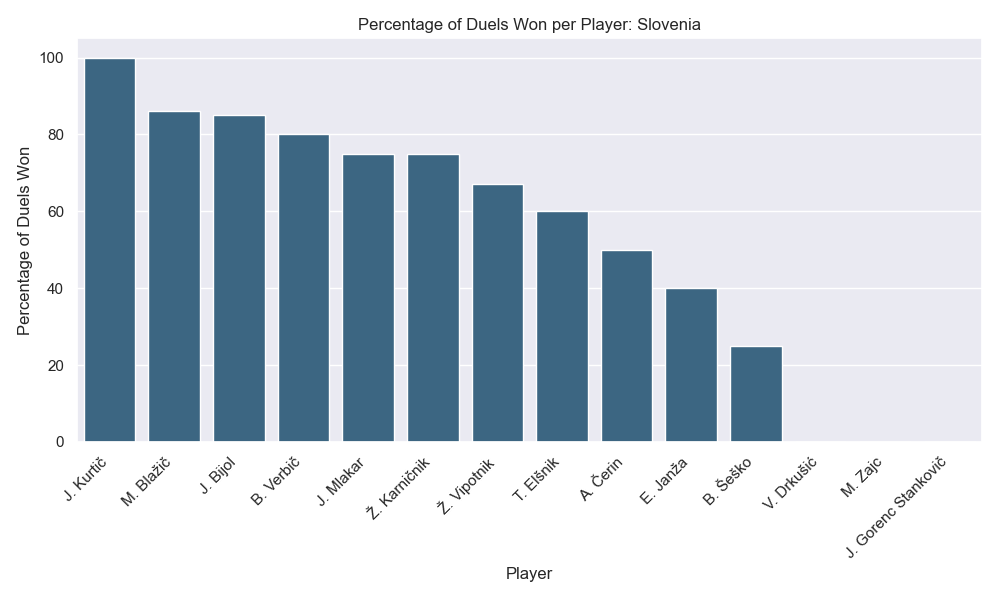 Percentage of Duels Won per Player: Slovenia
Percentage of Duels Won
100
80
60
40
20
0
J. Kurtič
M. Blažič
J. Bijol
B. Verbič
J. Mlakar
Ž. Karničnik
Ž. Vipotnik
T. Elšnik
A. Čerin
E. Janža
B. Šeško
V. Drkušić
M. Zajc
J. Gorenc Stankovič
Player